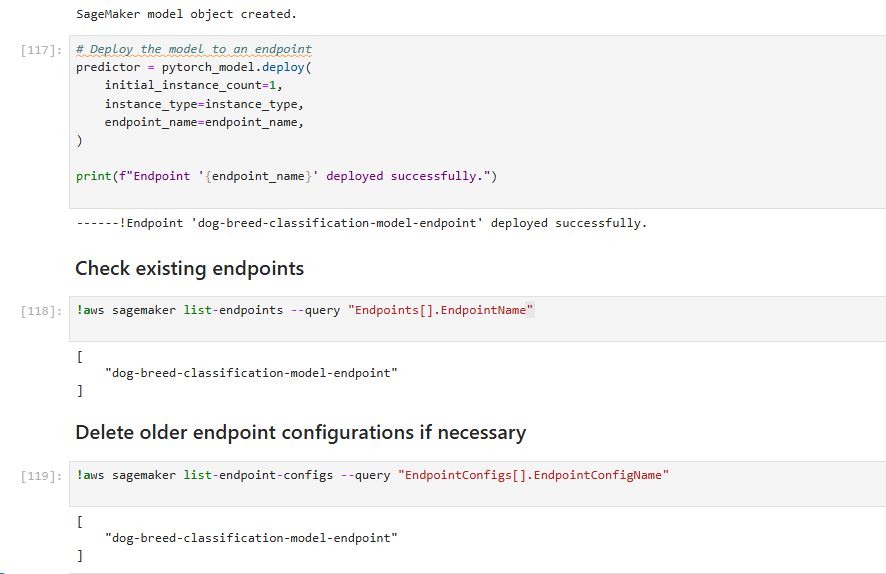 SageMaker model object created.
[117]:
# Deploy the model to an endpoint
predictor = pytorch_model.deploy(
    initial_instance_count=1,
    instance_type=instance_type,
    endpoint_name=endpoint_name,
)

print(f"Endpoint '{endpoint_name}' deployed successfully.")
------!Endpoint 'dog-breed-classification-model-endpoint' deployed successfully.
Check existing endpoints
[118]:
!aws sagemaker list-endpoints --query "Endpoints[].EndpointName"
[
    "dog-breed-classification-model-endpoint"
]
Delete older endpoint configurations if necessary
[119]:
!aws sagemaker list-endpoint-configs --query "EndpointConfigs[].EndpointConfigName"
[
    "dog-breed-classification-model-endpoint"
]